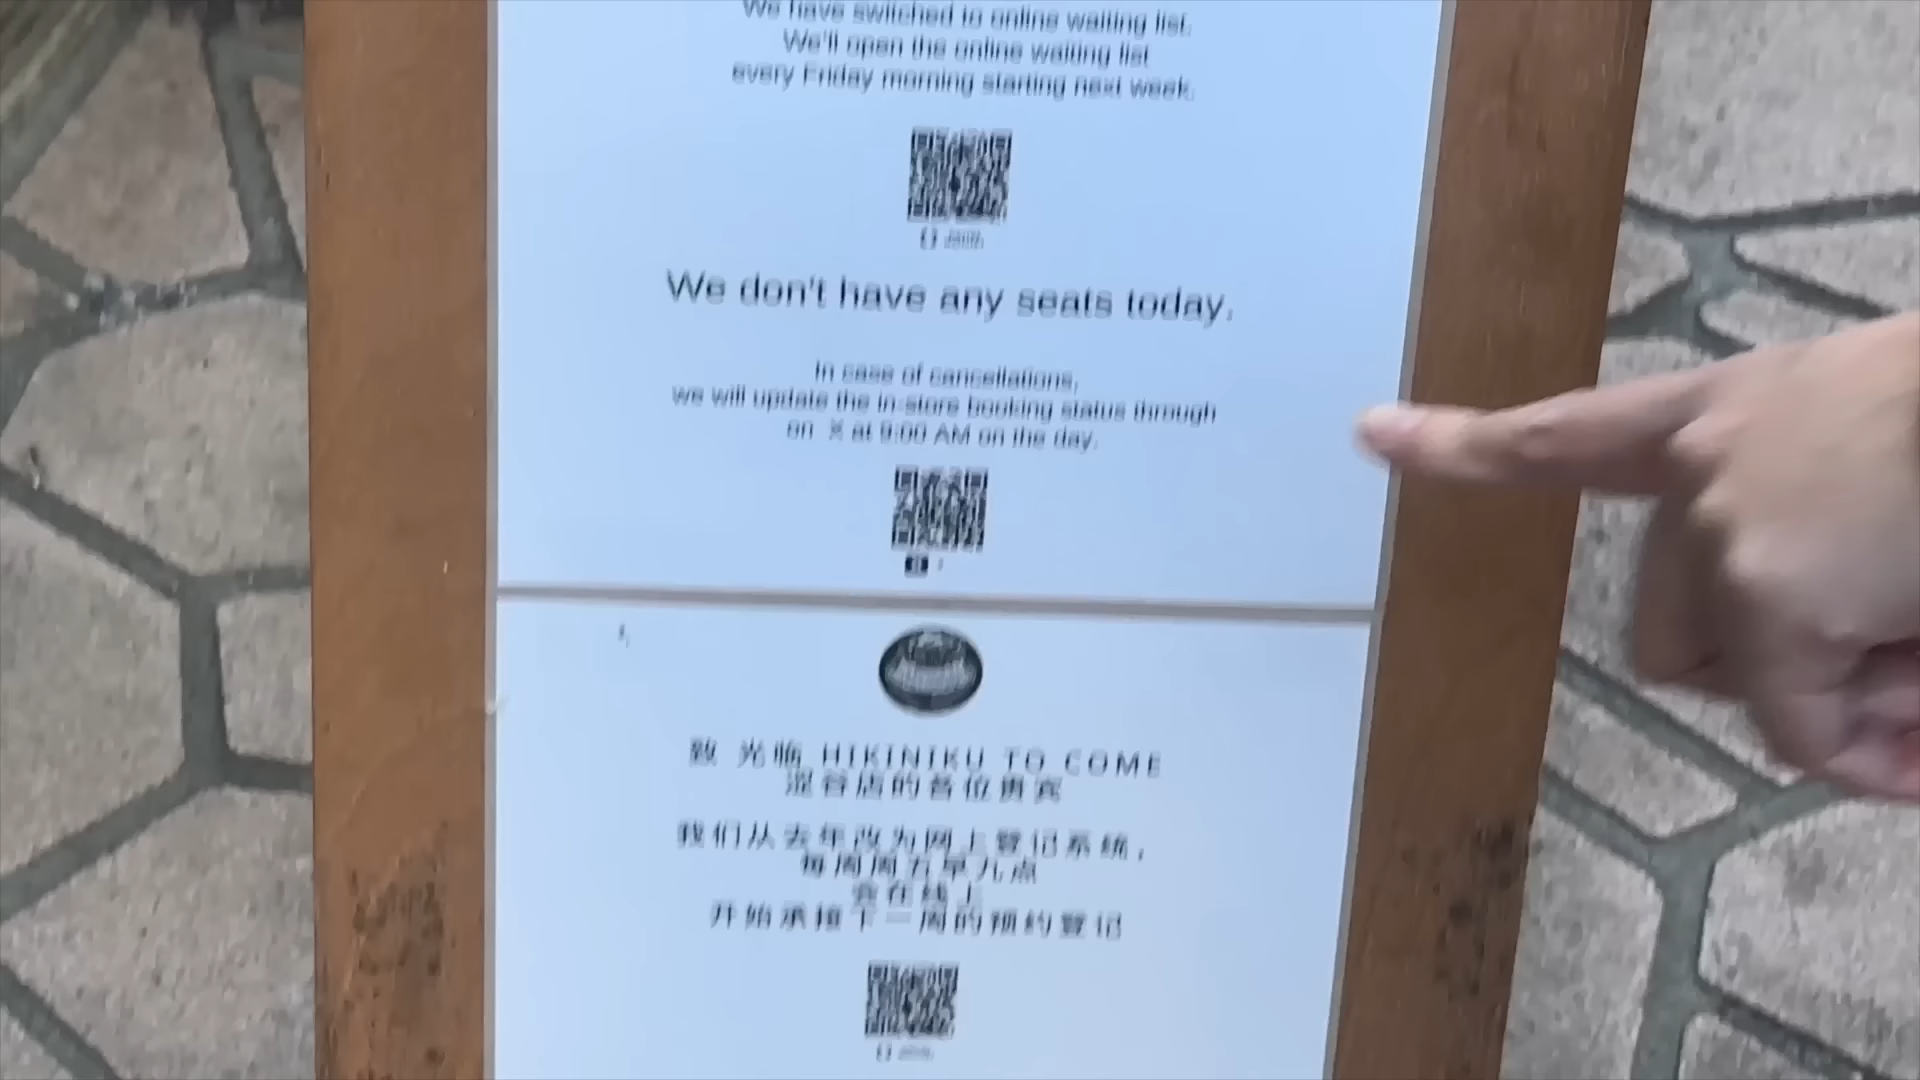 We have switched to online waiting list.
We'll open the online waiting list
every Friday morning starting next week.
We don't have any seats today.
In case of cancellations,
we will update the in-store booking status through
on X at 9:00 AM on the day.
致 光临 HIKINIKU TO COME
涩谷店的各位贵宾
我们从去年改为网上登记系统,
每周周五早九点
会在线上
开始承接下一周的预约登记